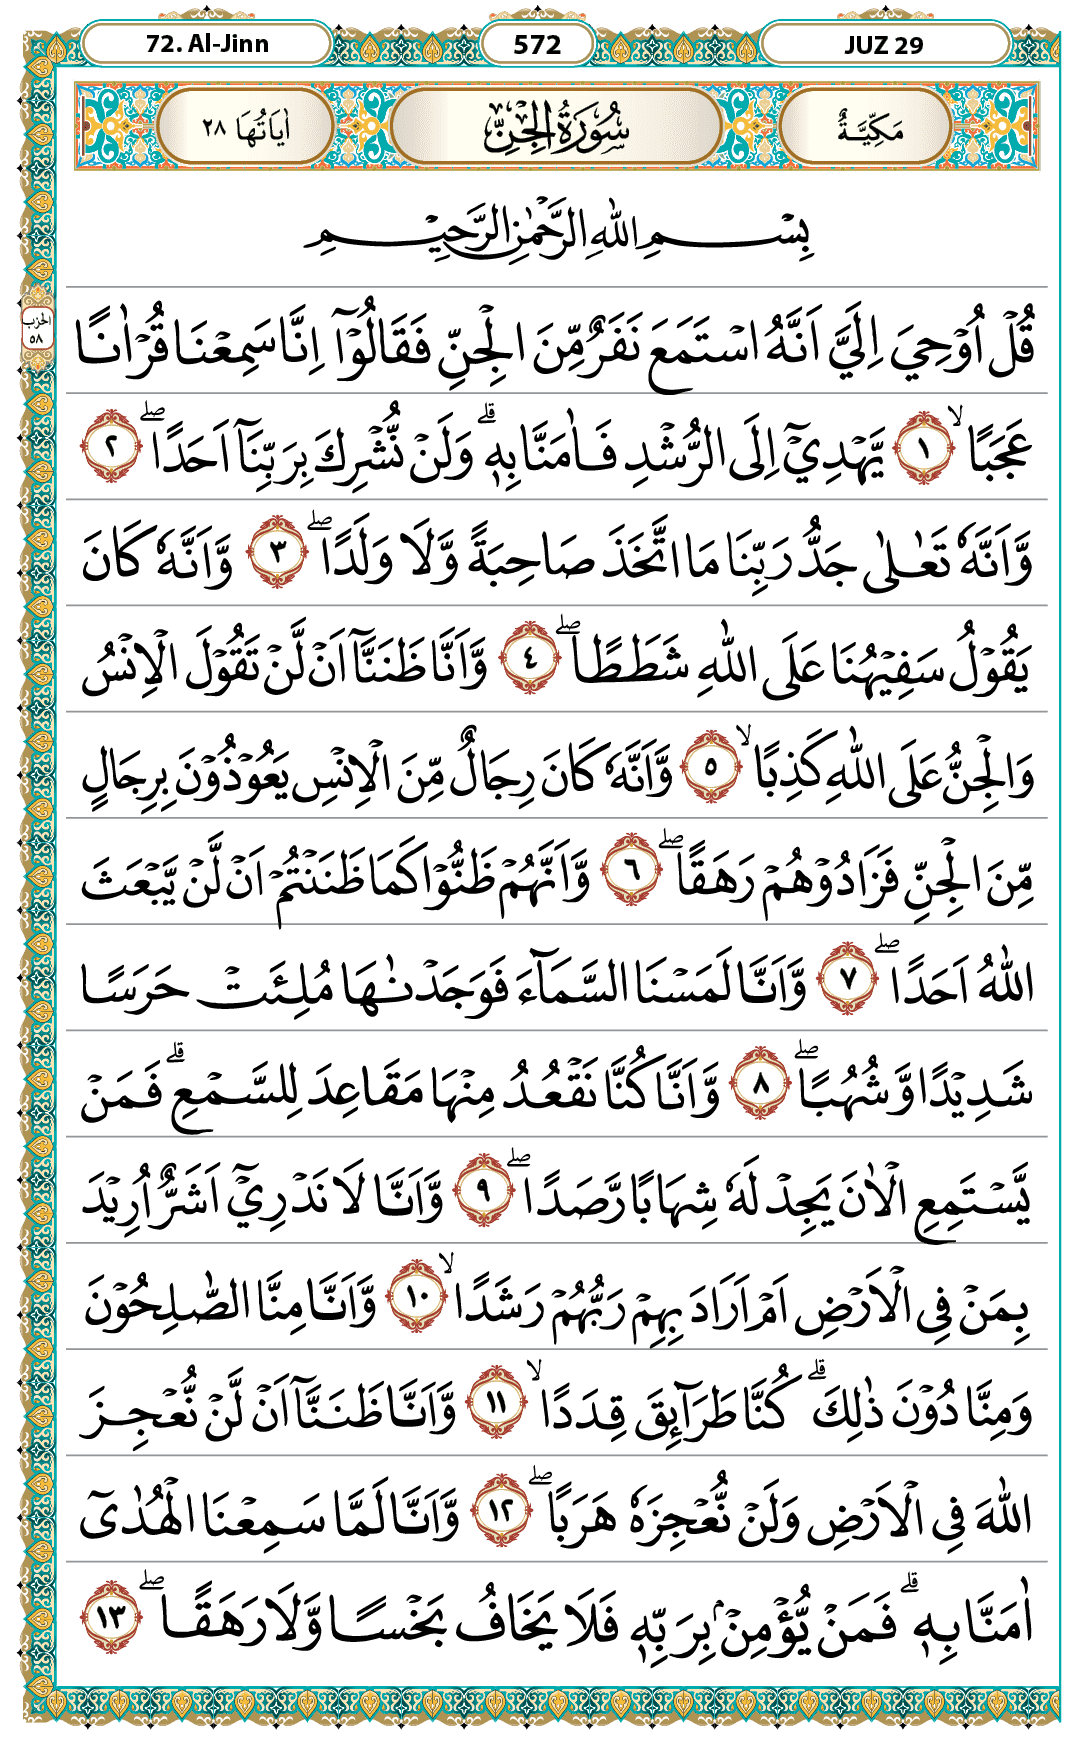 72. Al-Jinn 572 JUZ 29
مَكِّيَّةٌ سُوْرَةُ الْجِنِّ اٰيَاتُهَا ٢٨
بِسْمِ اللّٰهِ الرَّحْمٰنِ الرَّحِيْمِ
الحزب
٥٨
قُلْ اُوْحِيَ اِلَيَّ اَنَّهُ اسْتَمَعَ نَفَرٌ مِّنَ الْجِنِّ فَقَالُوْٓا اِنَّا سَمِعْنَا قُرْاٰنًا
عَجَبًاۙ ١ يَّهْدِيْٓ اِلَى الرُّشْدِ فَاٰمَنَّا بِهٖۗ وَلَنْ نُّشْرِكَ بِرَبِّنَآ اَحَدًاۖ ٢
وَّاَنَّهٗ تَعٰلٰى جَدُّ رَبِّنَا مَا اتَّخَذَ صَاحِبَةً وَّلَا وَلَدًاۖ ٣ وَّاَنَّهٗ كَانَ
يَقُوْلُ سَفِيْهُنَا عَلَى اللّٰهِ شَطَطًاۖ ٤ وَّاَنَّا ظَنَنَّآ اَنْ لَّنْ تَقُوْلَ الْاِنْسُ
وَالْجِنُّ عَلَى اللّٰهِ كَذِبًاۙ ٥ وَّاَنَّهٗ كَانَ رِجَالٌ مِّنَ الْاِنْسِ يَعُوْذُوْنَ بِرِجَالٍ
مِّنَ الْجِنِّ فَزَادُوْهُمْ رَهَقًاۖ ٦ وَّاَنَّهُمْ ظَنُّوْا كَمَا ظَنَنْتُمْ اَنْ لَّنْ يَّبْعَثَ
اللّٰهُ اَحَدًاۖ ٧ وَّاَنَّا لَمَسْنَا السَّمَاۤءَ فَوَجَدْنٰهَا مُلِئَتْ حَرَسًا
شَدِيْدًا وَّشُهُبًاۖ ٨ وَّاَنَّا كُنَّا نَقْعُدُ مِنْهَا مَقَاعِدَ لِلسَّمْعِۗ فَمَنْ
يَّسْتَمِعِ الْاٰنَ يَجِدْ لَهٗ شِهَابًا رَّصَدًاۖ ٩ وَّاَنَّا لَا نَدْرِيْٓ اَشَرٌّ اُرِيْدَ
بِمَنْ فِى الْاَرْضِ اَمْ اَرَادَ بِهِمْ رَبُّهُمْ رَشَدًاۙ ١٠ وَّاَنَّا مِنَّا الصّٰلِحُوْنَ
وَمِنَّا دُوْنَ ذٰلِكَۗ كُنَّا طَرَاۤىِٕقَ قِدَدًاۙ ١١ وَّاَنَّا ظَنَنَّآ اَنْ لَّنْ نُّعْجِزَ
اللّٰهَ فِى الْاَرْضِ وَلَنْ نُّعْجِزَهٗ هَرَبًاۖ ١٢ وَّاَنَّا لَمَّا سَمِعْنَا الْهُدٰىٓ
اٰمَنَّا بِهٖۗ فَمَنْ يُّؤْمِنْۢ بِرَبِّهٖ فَلَا يَخَافُ بَخْسًا وَّلَا رَهَقًاۖ ١٣